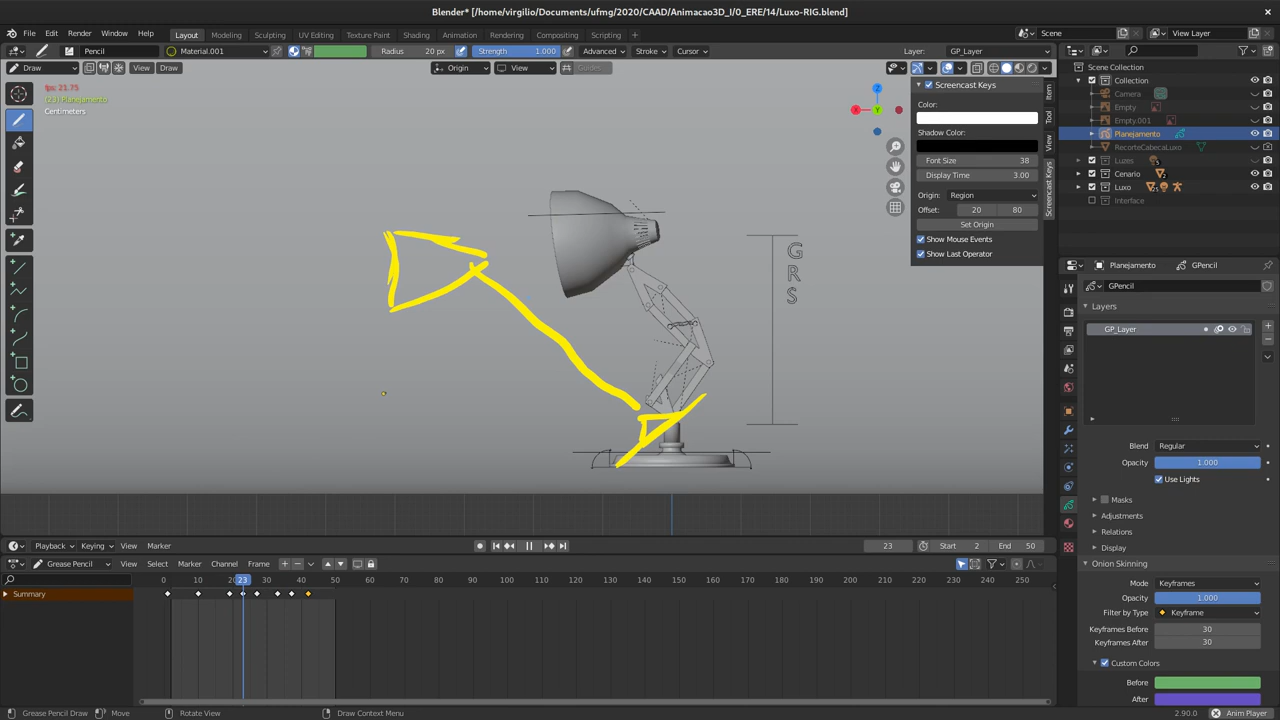 Blender* [/home/virgilio/Documents/ufmg/2020/CAAD/Animacao3D_I/0_ERE/14/Luxo-RIG.blend]
File Edit Render Window Help Layout Modeling Sculpting UV Editing Texture Paint Shading Animation Rendering Compositing Scripting + Scene View Layer
Pencil Material.001 Radius 20 px Strength 1.000 Advanced Stroke Cursor Layer: GP_Layer
Draw View Draw Origin View Guides
Scene Collection
Collection
Camera
Empty
Empty.001
Planejamento
RecorteCabecaLuxo
Luzes
Cenario
Luxo
Interface
fps: 21.75
(23) Planejamento
Centimeters
X Y Z
Screencast Keys
Color:
Shadow Color:
Font Size 38
Display Time 3.00
Origin: Region
Offset: 20 80
Set Origin
Show Mouse Events
Show Last Operator
Item
Tool
View
Screencast Keys
G
R
S
Planejamento GPencil
GPencil
Layers
GP_Layer
Blend Regular
Opacity 1.000
Use Lights
Masks
Adjustments
Relations
Display
Onion Skinning
Mode Keyframes
Opacity 1.000
Filter by Type Keyframe
Keyframes Before 30
Keyframes After 30
Custom Colors
Before
After
Playback Keying View Marker 23 Start 2 End 50
Grease Pencil View Select Marker Channel Frame
0 10 20 23 30 40 50 60 70 80 90 100 110 120 130 140 150 160 170 180 190 200 210 220 230 240 250
Summary
Grease Pencil Draw Move Rotate View Draw Context Menu 2.90.0 Anim Player